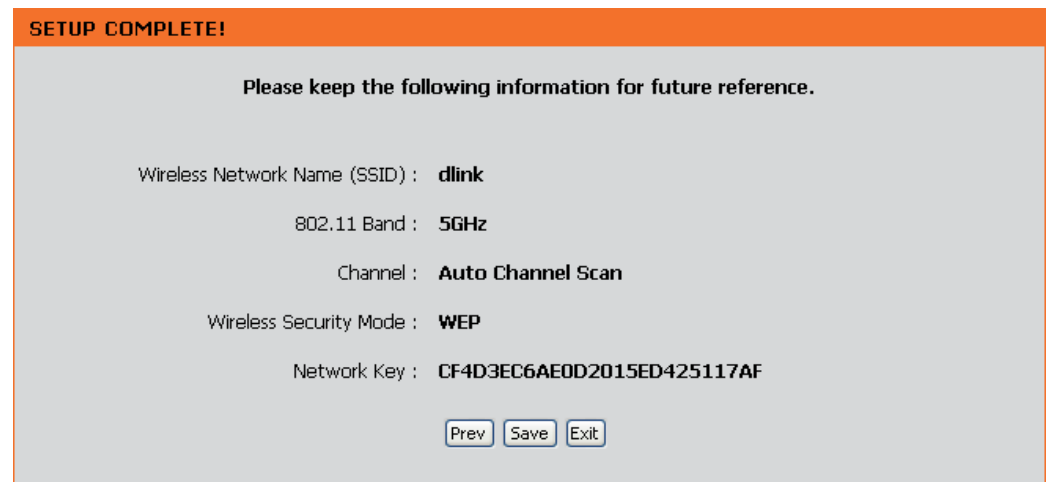 SETUP COMPLETE!
Please keep the following information for future reference.
Wireless Network Name (SSID) : dlink
802.11 Band : 5GHz
Channel : Auto Channel Scan
Wireless Security Mode : WEP
Network Key : CF4D3EC6AE0D2015ED425117AF
Prev Save Exit